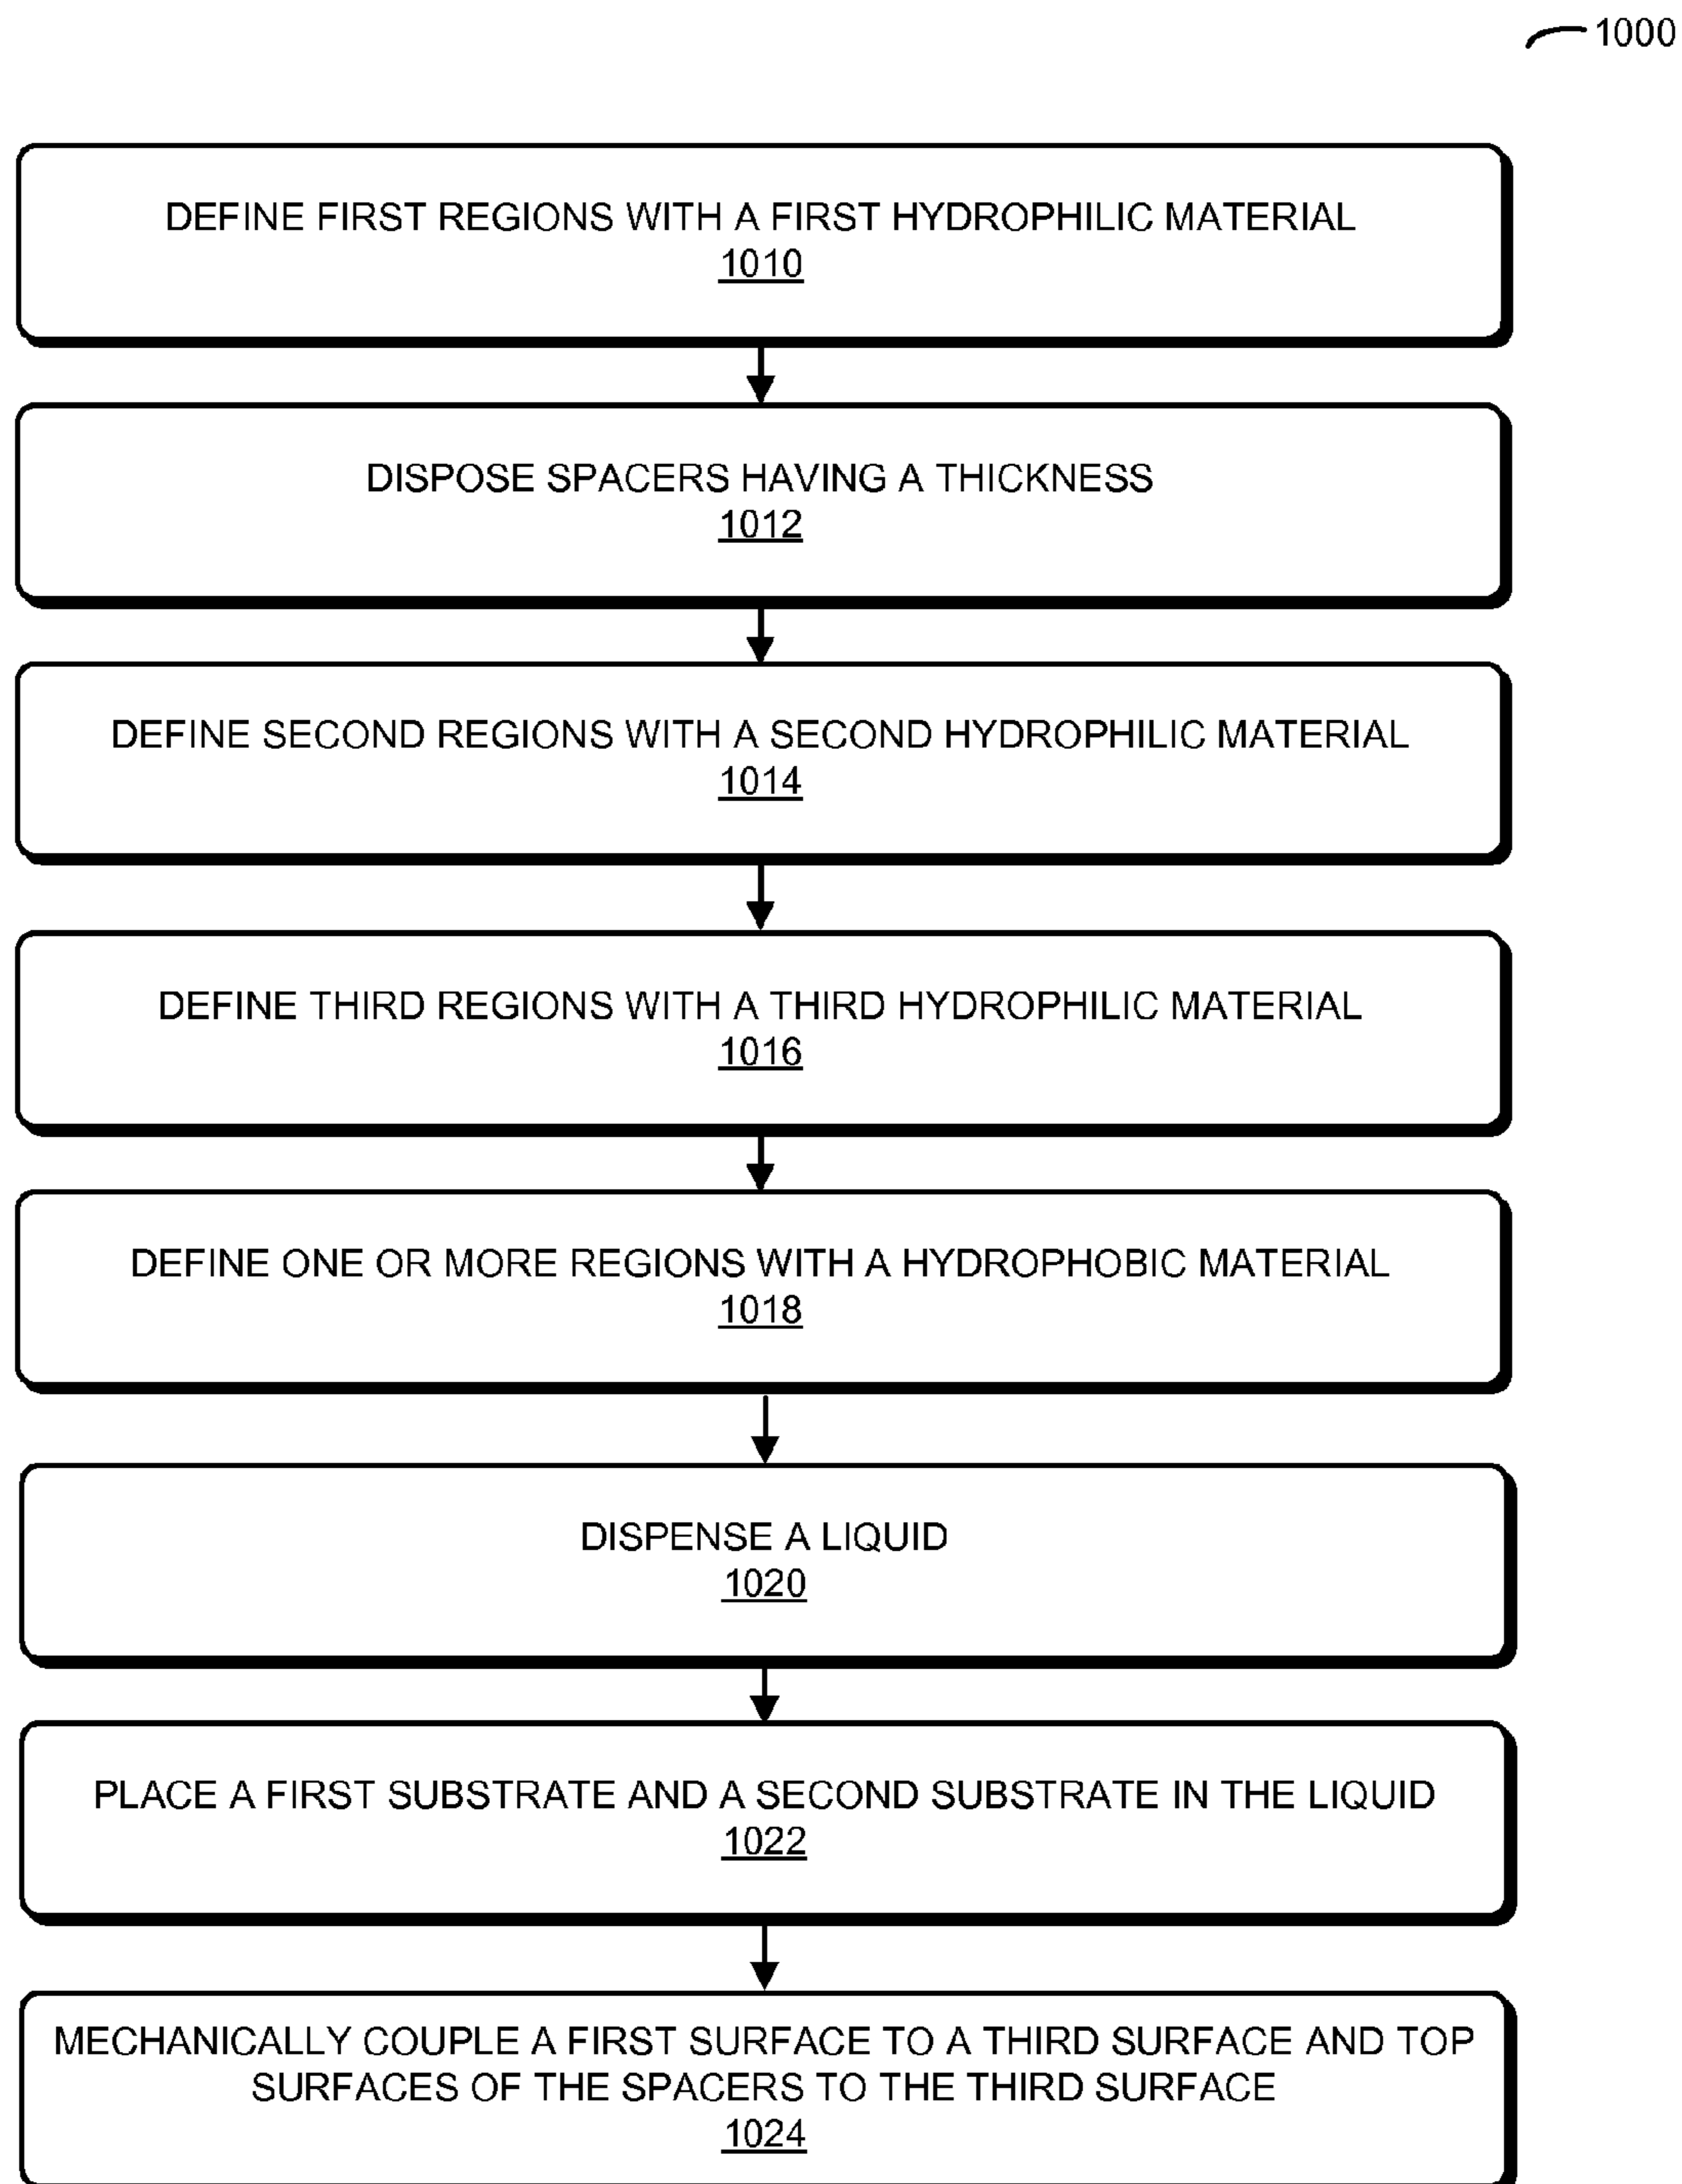 1000
DEFINE FIRST REGIONS WITH A FIRST HYDROPHILIC MATERIAL
1010
DISPOSE SPACERS HAVING A THICKNESS
1012
DEFINE SECOND REGIONS WITH A SECOND HYDROPHILIC MATERIAL
1014
DEFINE THIRD REGIONS WITH A THIRD HYDROPHILIC MATERIAL
1016
DEFINE ONE OR MORE REGIONS WITH A HYDROPHOBIC MATERIAL
1018
DISPENSE A LIQUID
1020
PLACE A FIRST SUBSTRATE AND A SECOND SUBSTRATE IN THE LIQUID
1022
MECHANICALLY COUPLE A FIRST SURFACE TO A THIRD SURFACE AND TOP
SURFACES OF THE SPACERS TO THE THIRD SURFACE
1024